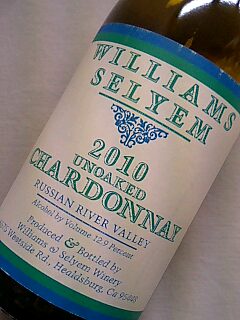 WILLIAMS
SELYEM
2010
UNOAKED
CHARDONNAY
RUSSIAN RIVER VALLEY
Alcohol by Volume 12.9 Percent
Produced & Bottled by
Williams & Selyem Winery
Westside Rd., Healdsburg, Ca 95448